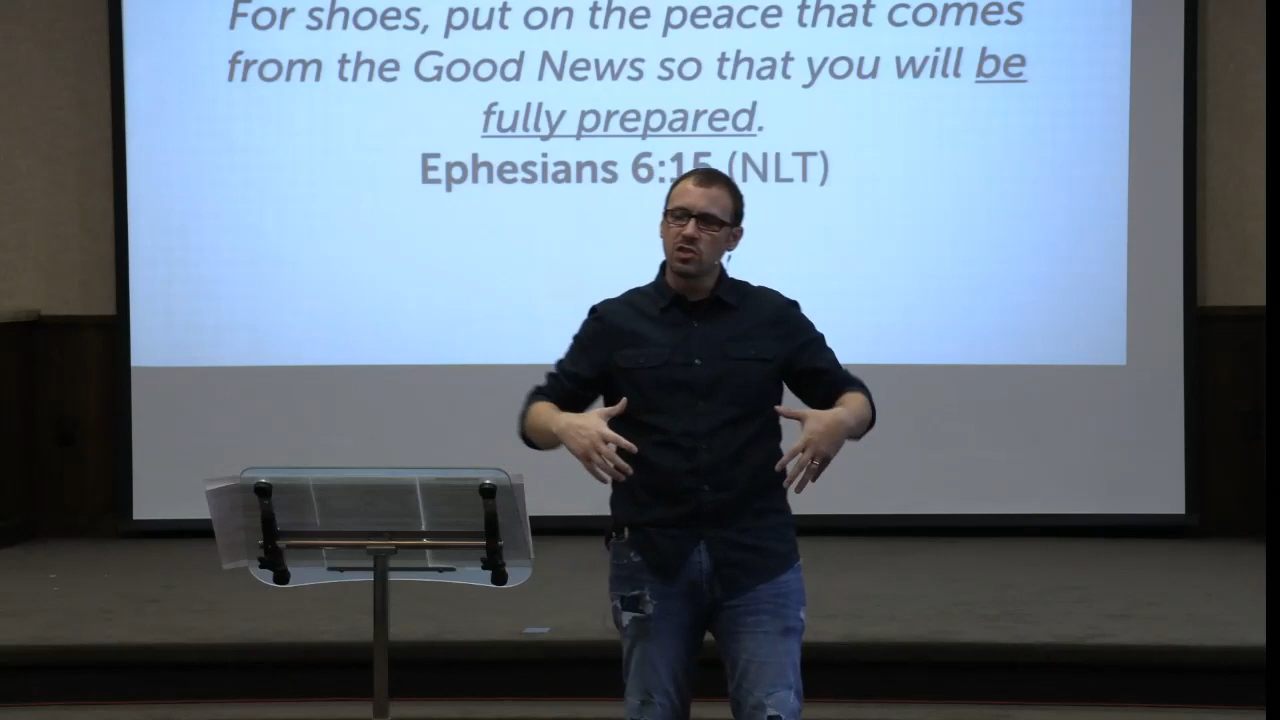 For shoes, put on the peace that comes
from the Good News so that you will be
fully prepared.
Ephesians 6:15 (NLT)